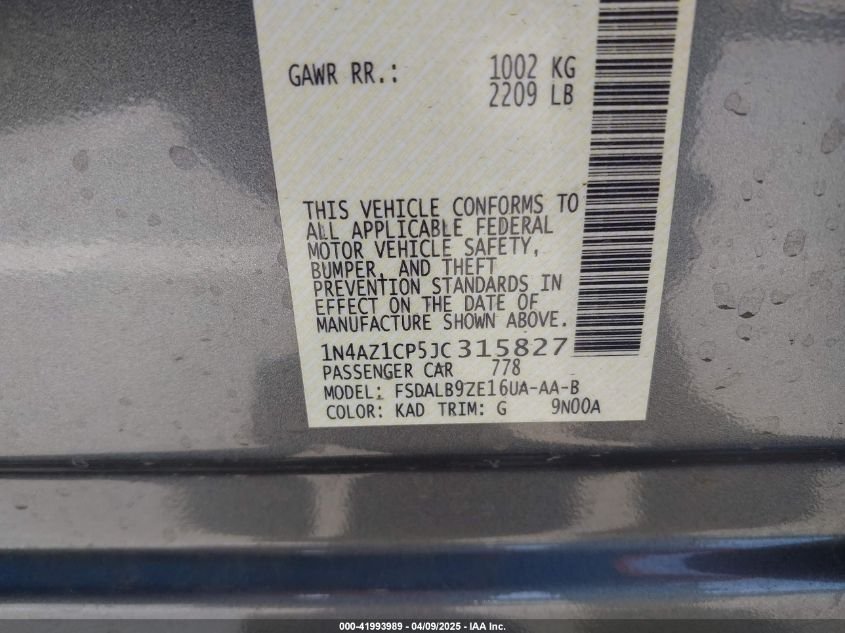 GAWR RR.: 1002 KG
2209 LB
THIS VEHICLE CONFORMS TO
ALL APPLICABLE FEDERAL
MOTOR VEHICLE SAFETY,
BUMPER, AND THEFT
PREVENTION STANDARDS IN
EFFECT ON THE DATE OF
MANUFACTURE SHOWN ABOVE.
1N4AZ1CP5JC315827
PASSENGER CAR 778
MODEL: FSDALB9ZE16UA-AA-B
COLOR: KAD TRIM: G 9N00A
000-41993989 | 04/09/2025 - IAA Inc.